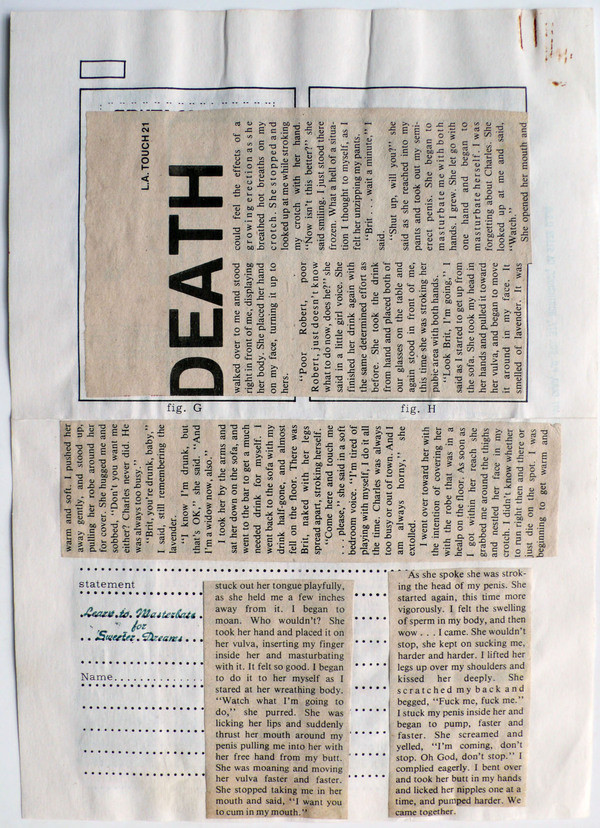 L.A. TOUCH 21
DEATH
walked over to me and stood
right in front of me, displaying
her body. She placed her hand
on my face, turning it up to
hers.
"Poor Robert, poor
Robert, just doesn't know
what to do now, does he?" she
said in a little girl voice. She
finished her drink again with
the same determined effort as
before. She took the drink
from hand and placed both of
our glasses on the table and
again stood in front of me,
this time she was stroking her
pubic area with both hands.
"Look Brit, I'm going," I
said as I started to get up from
the sofa. She took my head in
her hands and pulled it toward
her vulva, and began to move
it around in my face. It
smelled of lavender. It was
could feel the effects of a
growing erection as she
breathed hot breaths on my
crotch. She stopped and
looked up at me while stroking
my crotch with her hand.
"Now isn't this better?" she
said smiling. I just stood there
frozen. What a hell of a situa-
tion I thought to myself, as I
felt her unzipping my pants.
"Brit . . . wait a minute," I
said.
"Shut up, will you?" she
said as she reached into my
pants and took out my semi-
erect penis. She began to
masturbate me with both
hands. I grew. She let go with
one hand and began to
masturbate herself. I was
forgetting about Charles. She
looked up at me and said,
"Watch."
She opened her mouth and
fig. G
fig. H
warm and soft. I pushed her
away gently, and stood up,
pulling her robe around her
for cover. She hugged me and
sobbed, "Don't you want me
either? Charles never did. He
was always too busy."
"Brit, you're drunk, baby,"
I said, still remembering the
lavender.
"I know I'm drunk, but
that's ok," she said. "And
I'm a widow now, also."
I took her by the arms and
sat her down on the sofa, and
went to the bar to get a much
needed drink for myself. I
went back to the sofa with my
drink half-gone, and almost
fell on the floor. There was
Brit, naked with her legs
spread apart, stroking herself.
"Come here and touch me
. . . please," she said in a soft
bedroom voice. "I'm tired of
playing with myself. I do it all
the time. Charles was always
too busy or out of town. And I
am always horny," she
extolled.
I went over toward her with
the intention of covering her
with the robe that was in a
healp on the floor. As soon as
I got within her reach she
grabbed me around the thighs
and nestled her face in my
crotch. I didn't know whether
to run right then and there or
just die on the spot. I was
beginning to get warm and
statement
Learn to Masterbate
for
Sweeter Dreams
Name
stuck out her tongue playfully,
as she held me a few inches
away from it. I began to
moan. Who wouldn't? She
took her hand and placed it on
her vulva, inserting my finger
inside her and masturbating
with it. It felt so good. I began
to do it to her myself as I
stared at her wreathing body.
"Watch what I'm going to
do," she purred. She was
licking her lips and suddenly
thrust her mouth around my
penis pulling me into her with
her free hand from my butt.
She was moaning and moving
her vulva faster and faster.
She stopped taking me in her
mouth and said, "I want you
to cum in my mouth."
As she spoke she was strok-
ing the head of my penis. She
started again, this time more
vigorously. I felt the swelling
of sperm in my body, and then
wow . . . I came. She wouldn't
stop, she kept on sucking me,
harder and harder. I lifted her
legs up over my shoulders and
kissed her deeply. She
scratched my back and
begged, "Fuck me, fuck me."
I stuck my penis inside her and
began to pump, faster and
faster. She screamed and
yelled, "I'm coming, don't
stop. Oh God, don't stop." I
complied eagerly. I bent over
and took her butt in my hands
and licked her nipples one at a
time, and pumped harder. We
came together.